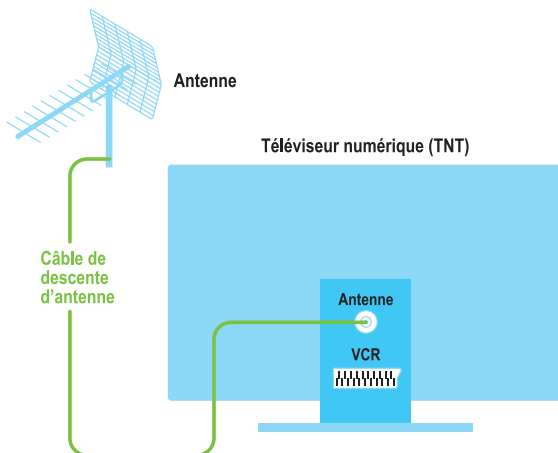 Antenne
Téléviseur numérique (TNT)
Câble de
descente
d’antenne
Antenne
VCR